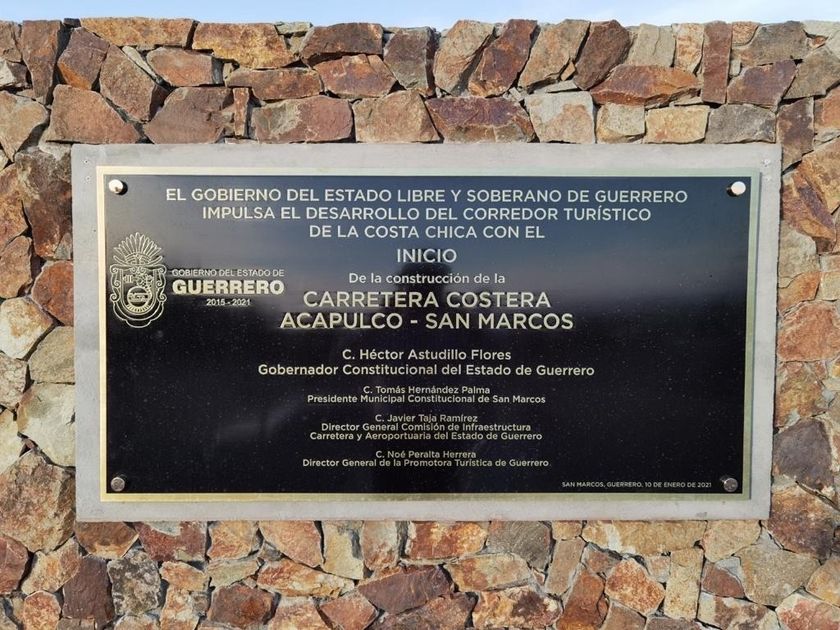 EL GOBIERNO DEL ESTADO LIBRE Y SOBERANO DE GUERRERO
IMPULSA EL DESARROLLO DEL CORREDOR TURÍSTICO
DE LA COSTA CHICA CON EL
INICIO
De la construcción de la
CARRETERA COSTERA
ACAPULCO - SAN MARCOS
GOBIERNO DEL ESTADO DE
GUERRERO
2015 - 2021
C. Héctor Astudillo Flores
Gobernador Constitucional del Estado de Guerrero
C. Tomás Hernández Palma
Presidente Municipal Constitucional de San Marcos
C. Javier Taja Ramírez
Director General Comisión de Infraestructura
Carretera y Aeroportuaria del Estado de Guerrero
C. Noé Peralta Herrera
Director General de la Promotora Turística de Guerrero
SAN MARCOS, GUERRERO, 10 DE ENERO DE 2021